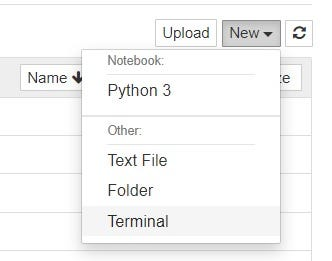 Upload New
Name
Notebook:
Python 3
Other:
Text File
Folder
Terminal